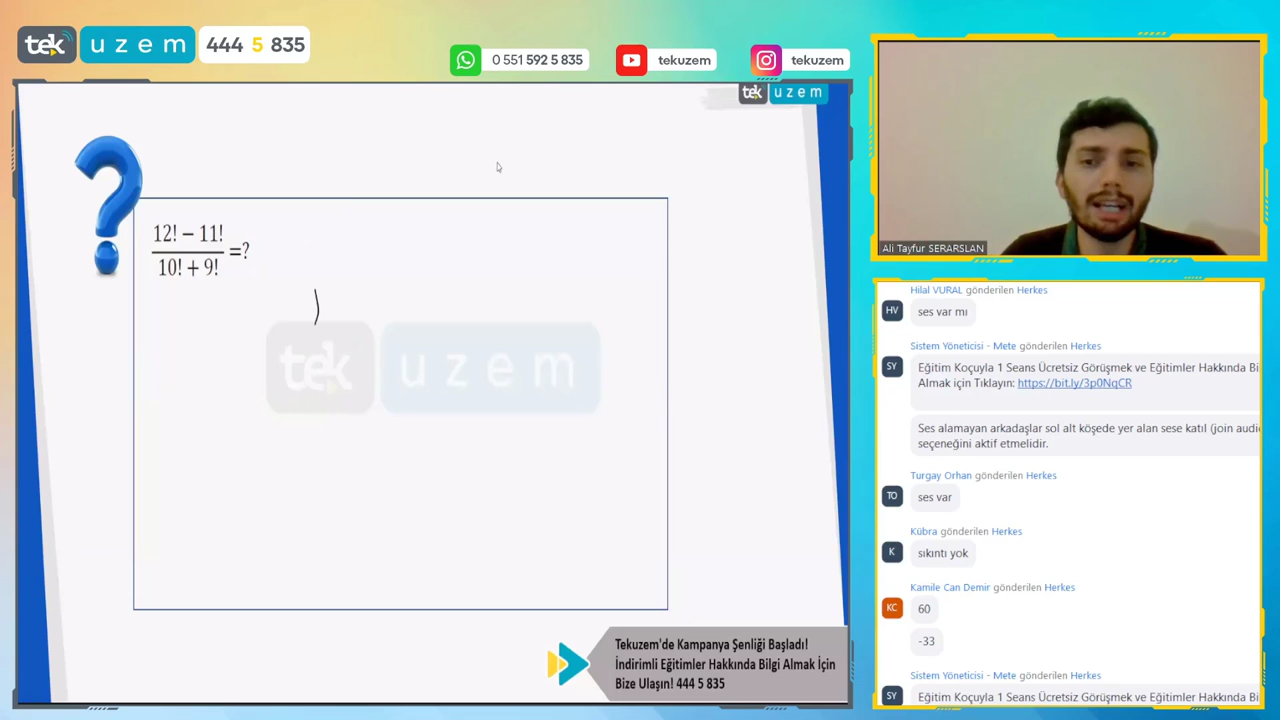 tek uzem 444 5 835
0 551 592 5 835
tekuzem
tekuzem
tek uzem
12! − 11!
10! + 9!
=?
tek uzem
Tekuzem'de Kampanya Şenliği Başladı!
İndirimli Eğitimler Hakkında Bilgi Almak İçin
Bize Ulaşın! 444 5 835
Ali Tayfur SERARSLAN
Hilal VURAL gönderilen Herkes
HV
ses var mı
Sistem Yöneticisi - Mete gönderilen Herkes
SY
Eğitim Koçuyla 1 Seans Ücretsiz Görüşmek ve Eğitimler Hakkında Bi
Almak için Tıklayın: https://bit.ly/3p0NqCR
Ses alamayan arkadaşlar sol alt köşede yer alan sese katıl (join audi
seçeneğini aktif etmelidir.
Turgay Orhan gönderilen Herkes
TO
ses var
Kübra gönderilen Herkes
K
sıkıntı yok
Kamile Can Demir gönderilen Herkes
KC
60
-33
Sistem Yöneticisi - Mete gönderilen Herkes
SY
Eğitim Koçuyla 1 Seans Ücretsiz Görüşmek ve Eğitimler Hakkında Bi